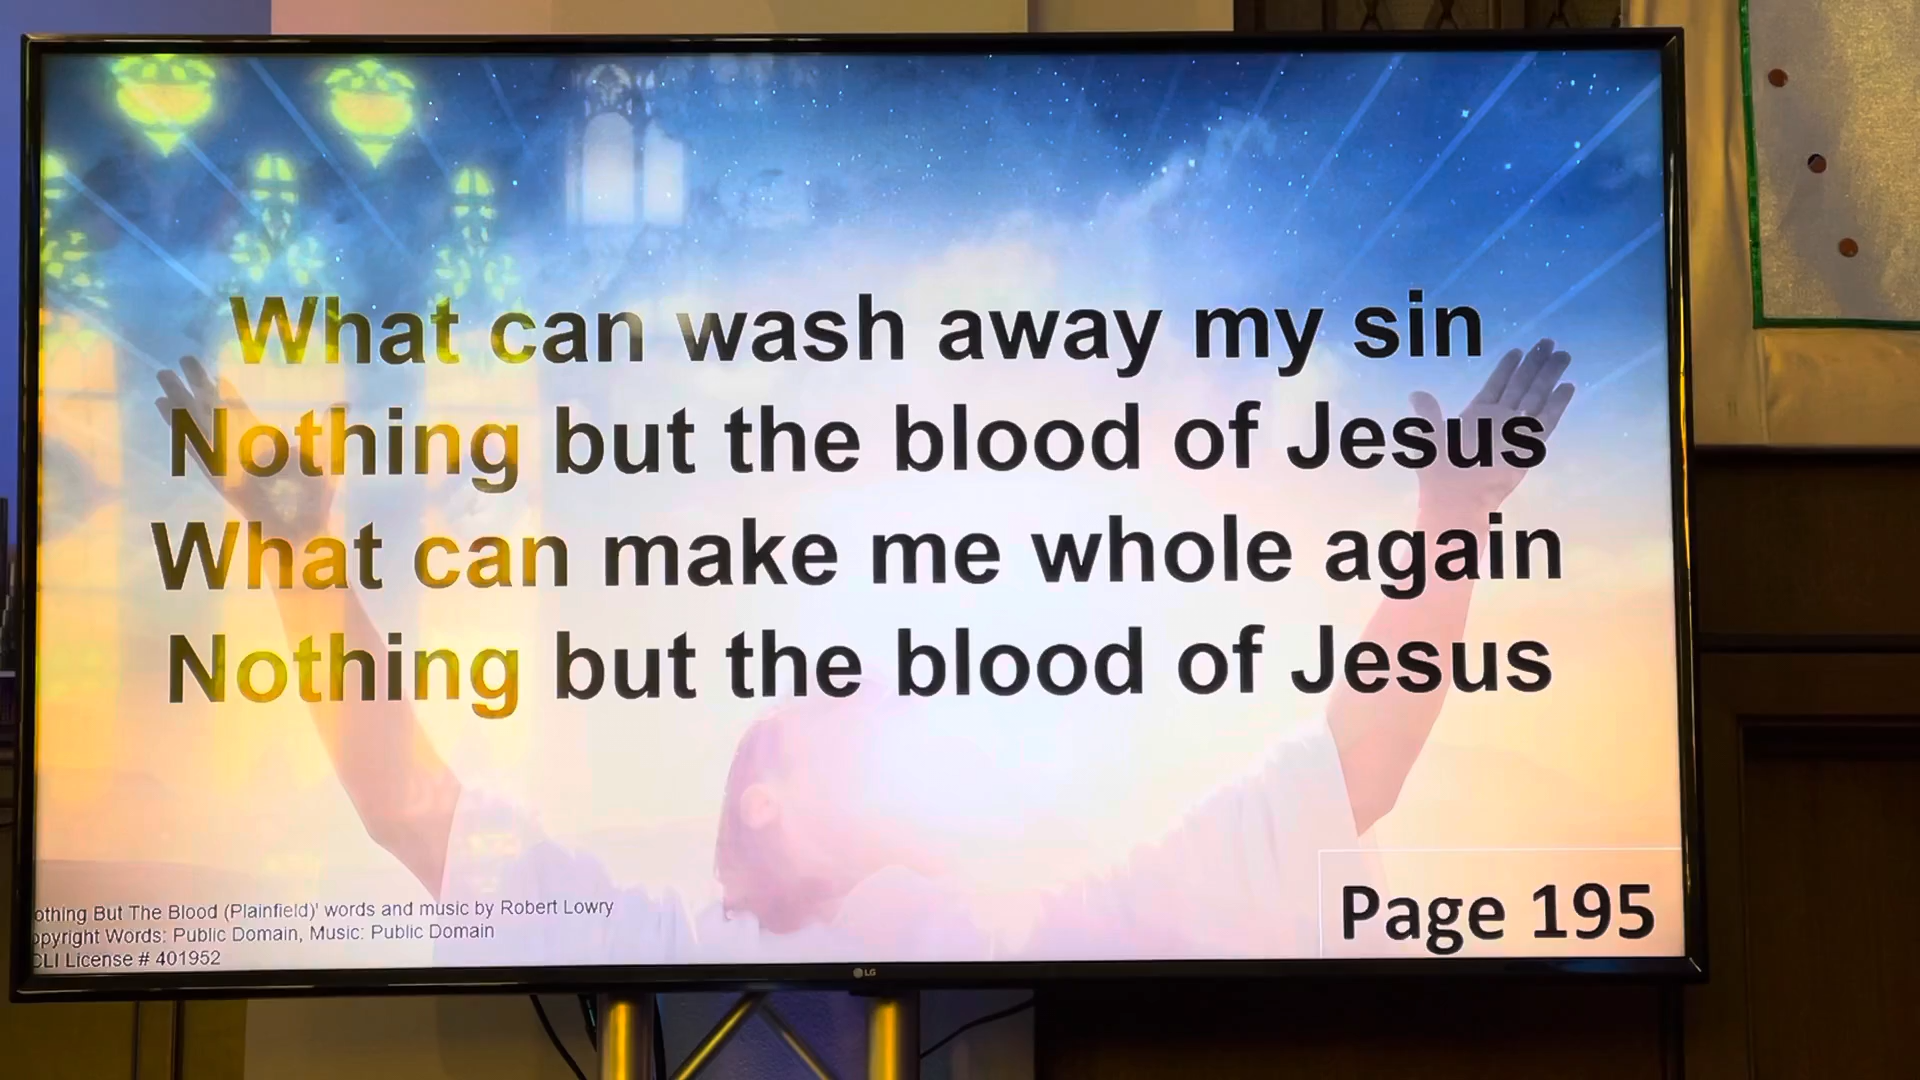 What can wash away my sin
Nothing but the blood of Jesus
What can make me whole again
Nothing but the blood of Jesus
othing But The Blood (Plainfield)' words and music by Robert Lowry
opyright Words: Public Domain, Music: Public Domain
CLI License # 401952
Page 195
LG